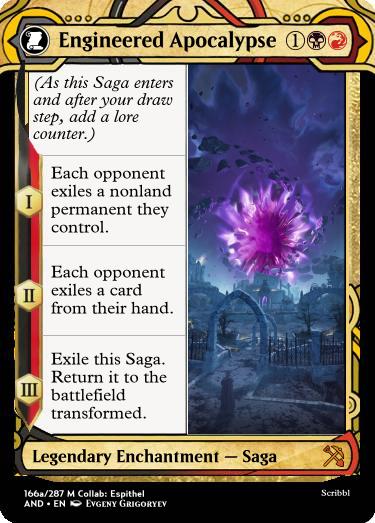 Engineered Apocalypse 1
(As this Saga enters
and after your draw
step, add a lore
counter.)
I
Each opponent
exiles a nonland
permanent they
control.
II
Each opponent
exiles a card
from their hand.
III
Exile this Saga.
Return it to the
battlefield
transformed.
Legendary Enchantment — Saga
166a/287 M Collab: Espithel
AND • EN Evgeny Grigoryev
Scribbl